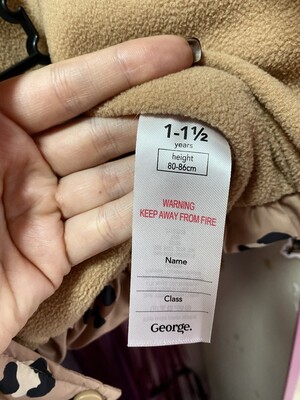 1-1½
years
height
80-86cm
WARNING
KEEP AWAY FROM FIRE
Name
Class
George.